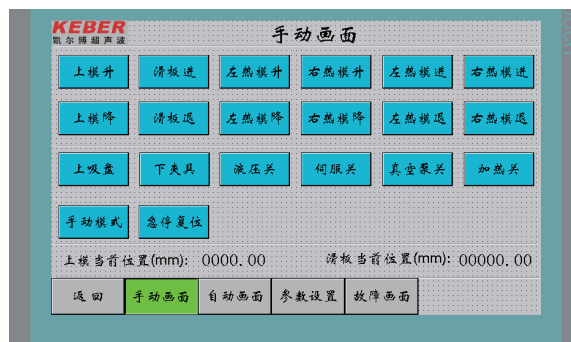 KEBER
凯尔博超声波
手动画面
上模升 滑板进 左热模升 右热模升 左热模进 右热模进
上模降 滑板退 左热模降 右热模降 左热模退 右热模退
上吸盘 下夹具 液压关 伺服关 真空泵关 加热关
手动模式 急停复位
上模当前位置(mm): 0000.00 滑板当前位置(mm): 00000.00
返回 手动画面 自动画面 参数设置 故障画面